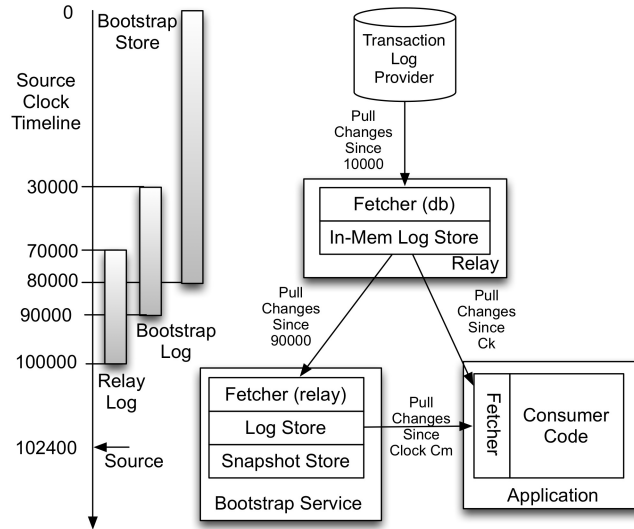 0
Bootstrap
Store
Source
Clock
Timeline
30000
70000
80000
90000
Bootstrap
Log
100000
Relay
Log
102400
Source
Transaction
Log
Provider
Pull
Changes
Since
10000
Fetcher (db)
In-Mem Log Store
Relay
Pull
Changes
Since
90000
Pull
Changes
Since
Ck
Fetcher (relay)
Log Store
Snapshot Store
Bootstrap Service
Pull
Changes
Since
Clock Cm
Fetcher
Consumer
Code
Application